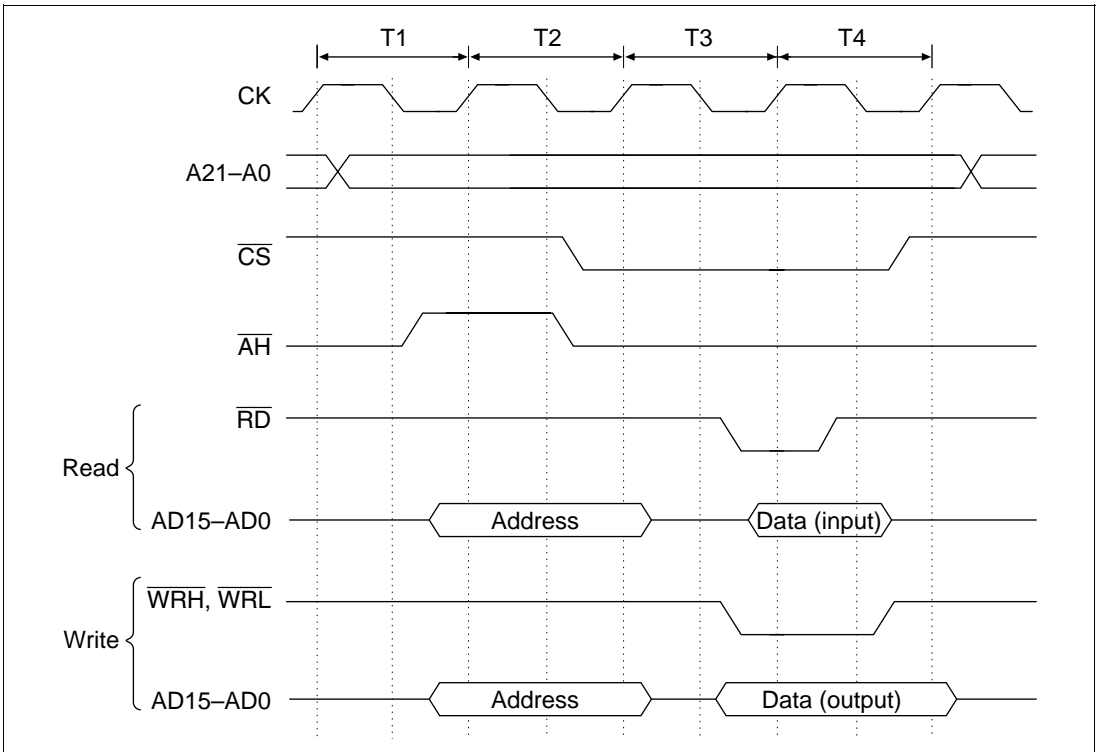 T1 T2 T3 T4
CK
A21–A0
CS
AH
RD
Read
AD15–AD0 Address Data (input)
WRH, WRL
Write
AD15–AD0 Address Data (output)